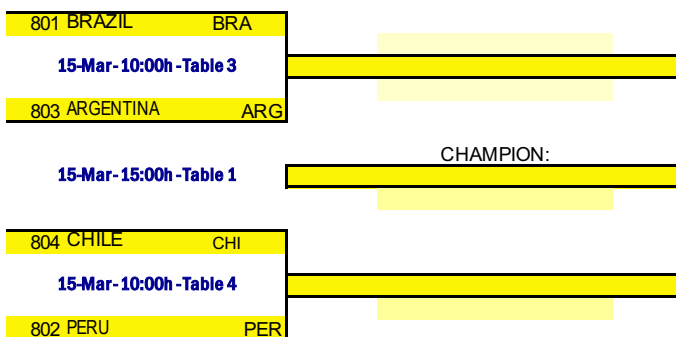 801 BRAZIL BRA
15-Mar-10:00h-Table 3
803 ARGENTINA ARG
CHAMPION:
15-Mar-15:00h-Table 1
804 CHILE CHI
15-Mar-10:00h-Table 4
802 PERU PER